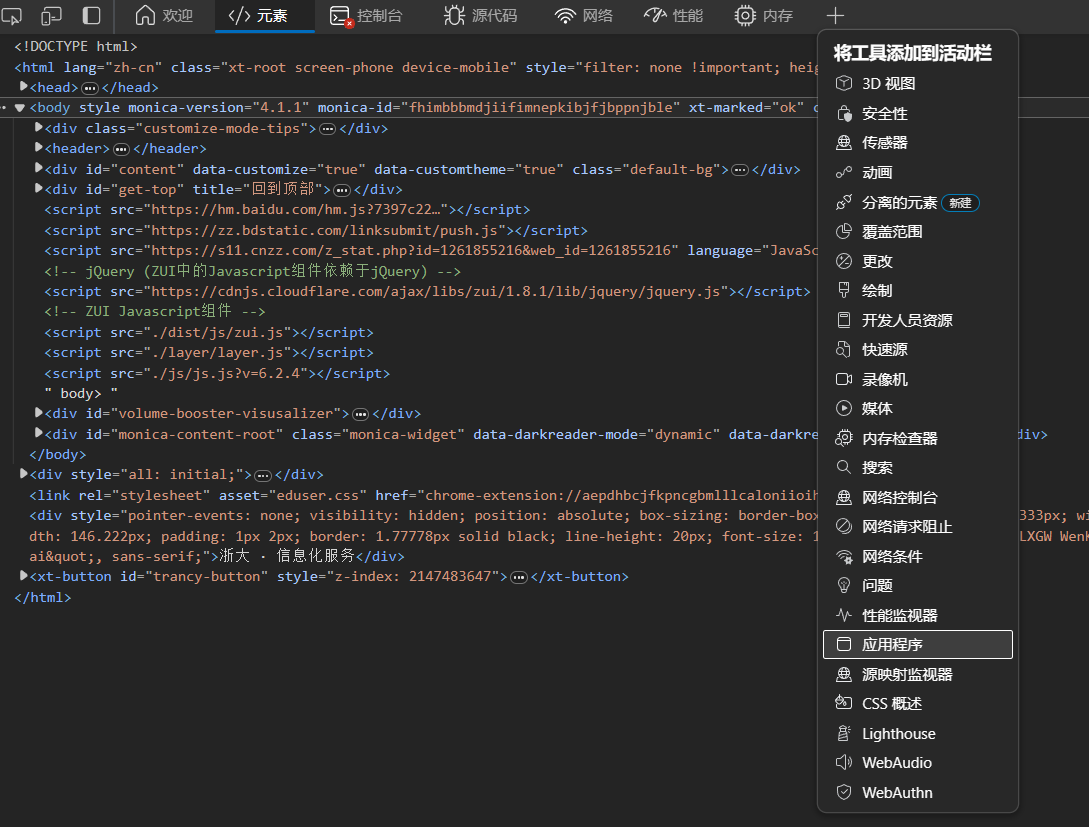 欢迎
元素
控制台
源代码
网络
性能
内存
<!DOCTYPE html>
<html lang="zh-cn" class="xt-root screen-phone device-mobile" style="filter: none !important; heig
<head>…</head>
<body style monica-version="4.1.1" monica-id="fhimbbbmdjiifimnepkibjfjbppnjble" xt-marked="ok" c
<div class="customize-mode-tips">…</div>
<header>…</header>
<div id="content" data-customize="true" data-customtheme="true" class="default-bg">…</div>
<div id="get-top" title="回到顶部">…</div>
<script src="https://hm.baidu.com/hm.js?7397c22…"></script>
<script src="https://zz.bdstatic.com/linksubmit/push.js"></script>
<script src="https://s11.cnzz.com/z_stat.php?id=1261855216&web_id=1261855216" language="JavaSc
<!-- jQuery (ZUI中的Javascript组件依赖于jQuery) -->
<script src="https://cdnjs.cloudflare.com/ajax/libs/zui/1.8.1/lib/jquery/jquery.js"></script>
<!-- ZUI Javascript组件 -->
<script src="./dist/js/zui.js"></script>
<script src="./layer/layer.js"></script>
<script src="./js/js.js?v=6.2.4"></script>
" body> "
<div id="volume-booster-visusalizer">…</div>
<div id="monica-content-root" class="monica-widget" data-darkreader-mode="dynamic" data-darkre div>
</body>
<div style="all: initial;">…</div>
<link rel="stylesheet" asset="eduser.css" href="chrome-extension://aepdhbcjfkpncgbmlllcaloniioih
<div style="pointer-events: none; visibility: hidden; position: absolute; box-sizing: border-box 333px; wi
dth: 146.222px; padding: 1px 2px; border: 1.77778px solid black; line-height: 20px; font-size: 1 LXGW WenK
ai&quot;, sans-serif;">浙大 · 信息化服务</div>
<xt-button id="trancy-button" style="z-index: 2147483647">…</xt-button>
</html>
将工具添加到活动栏
3D 视图
安全性
传感器
动画
分离的元素 新建
覆盖范围
更改
绘制
开发人员资源
快速源
录像机
媒体
内存检查器
搜索
网络控制台
网络请求阻止
网络条件
问题
性能监视器
应用程序
源映射监视器
CSS 概述
Lighthouse
WebAudio
WebAuthn